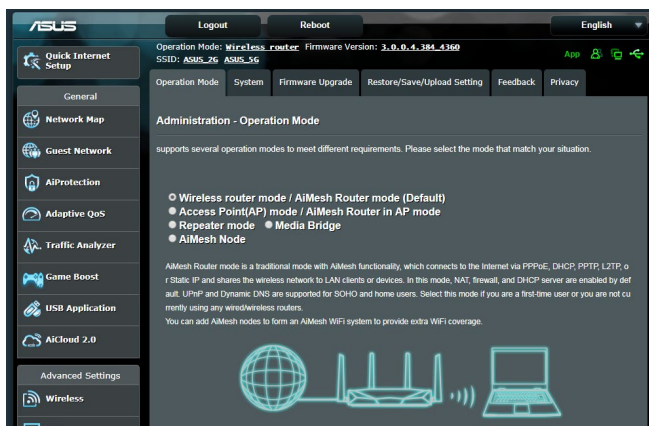 ASUS
Logout
Reboot
English
Quick Internet
Setup
Operation Mode: Wireless router Firmware Version: 3.0.0.4.384_4360
SSID: ASUS_2G ASUS_5G
App
Operation Mode
System
Firmware Upgrade
Restore/Save/Upload Setting
Feedback
Privacy
General
Network Map
Guest Network
AiProtection
Adaptive QoS
Traffic Analyzer
Game Boost
USB Application
AiCloud 2.0
Advanced Settings
Wireless
Administration - Operation Mode
supports several operation modes to meet different requirements. Please select the mode that match your situation.
Wireless router mode / AiMesh Router mode (Default)
Access Point(AP) mode / AiMesh Router in AP mode
Repeater mode Media Bridge
AiMesh Node
AiMesh Router mode is a traditional mode with AiMesh functionality, which connects to the Internet via PPPoE, DHCP, PPTP, L2TP, o
r Static IP and shares the wireless network to LAN clients or devices. In this mode, NAT, firewall, and DHCP server are enabled by def
ault. UPnP and Dynamic DNS are supported for SOHO and home users. Select this mode if you are a first-time user or you are not cu
rrently using any wired/wireless routers.
You can add AiMesh nodes to form an AiMesh WiFi system to provide extra WiFi coverage.